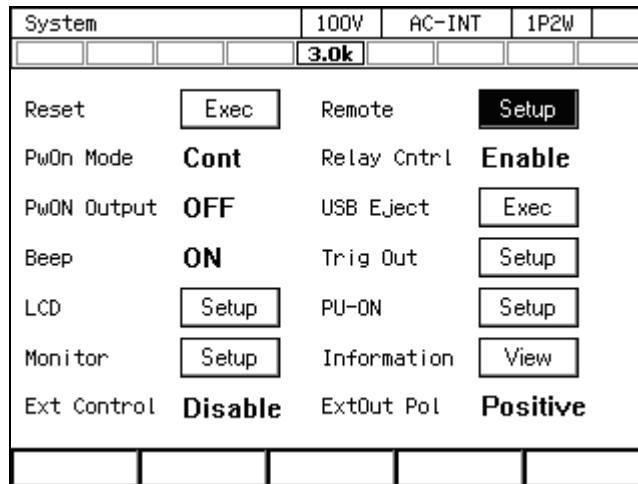 System 100V AC-INT 1P2W
3.0k
Reset Exec Remote Setup
PwOn Mode Cont Relay Cntrl Enable
PwON Output OFF USB Eject Exec
Beep ON Trig Out Setup
LCD Setup PU-ON Setup
Monitor Setup Information View
Ext Control Disable ExtOut Pol Positive